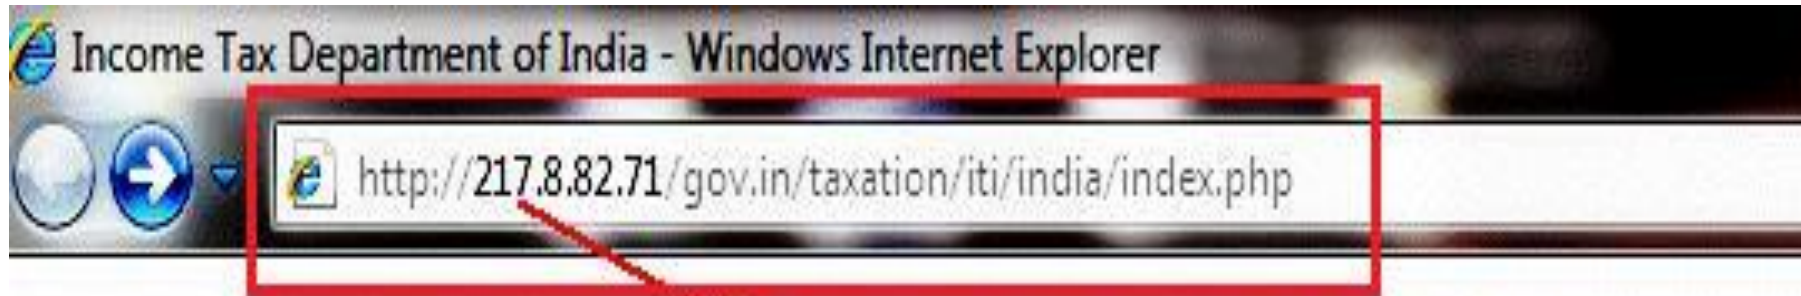 Income Tax Department of India - Windows Internet Explorer
http://217.8.82.71/gov.in/taxation/iti/india/index.php